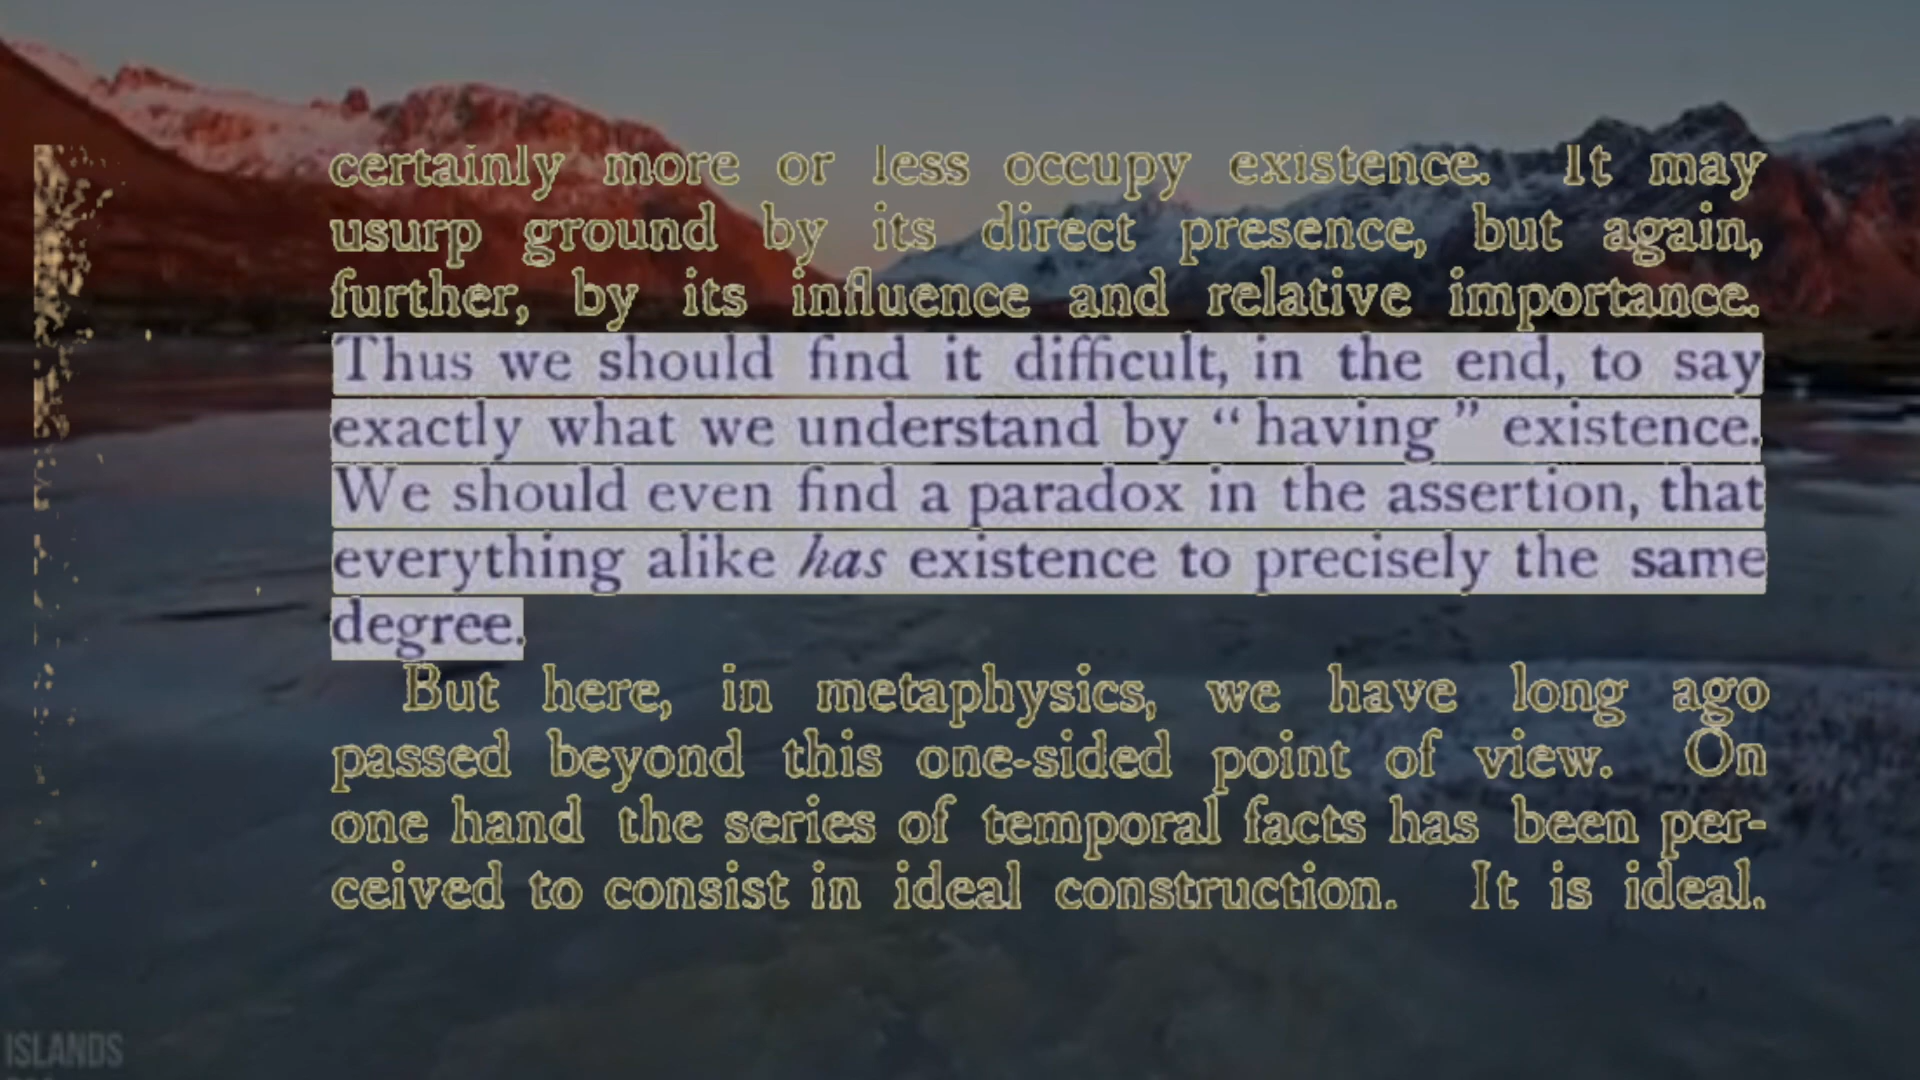 certainly more or less occupy existence. It may
usurp ground by its direct presence, but again,
further, by its influence and relative importance.
Thus we should find it difficult, in the end, to say
exactly what we understand by “having” existence.
We should even find a paradox in the assertion, that
everything alike has existence to precisely the same
degree.
But here, in metaphysics, we have long ago
passed beyond this one-sided point of view. On
one hand the series of temporal facts has been per-
ceived to consist in ideal construction. It is ideal.
ISLANDS